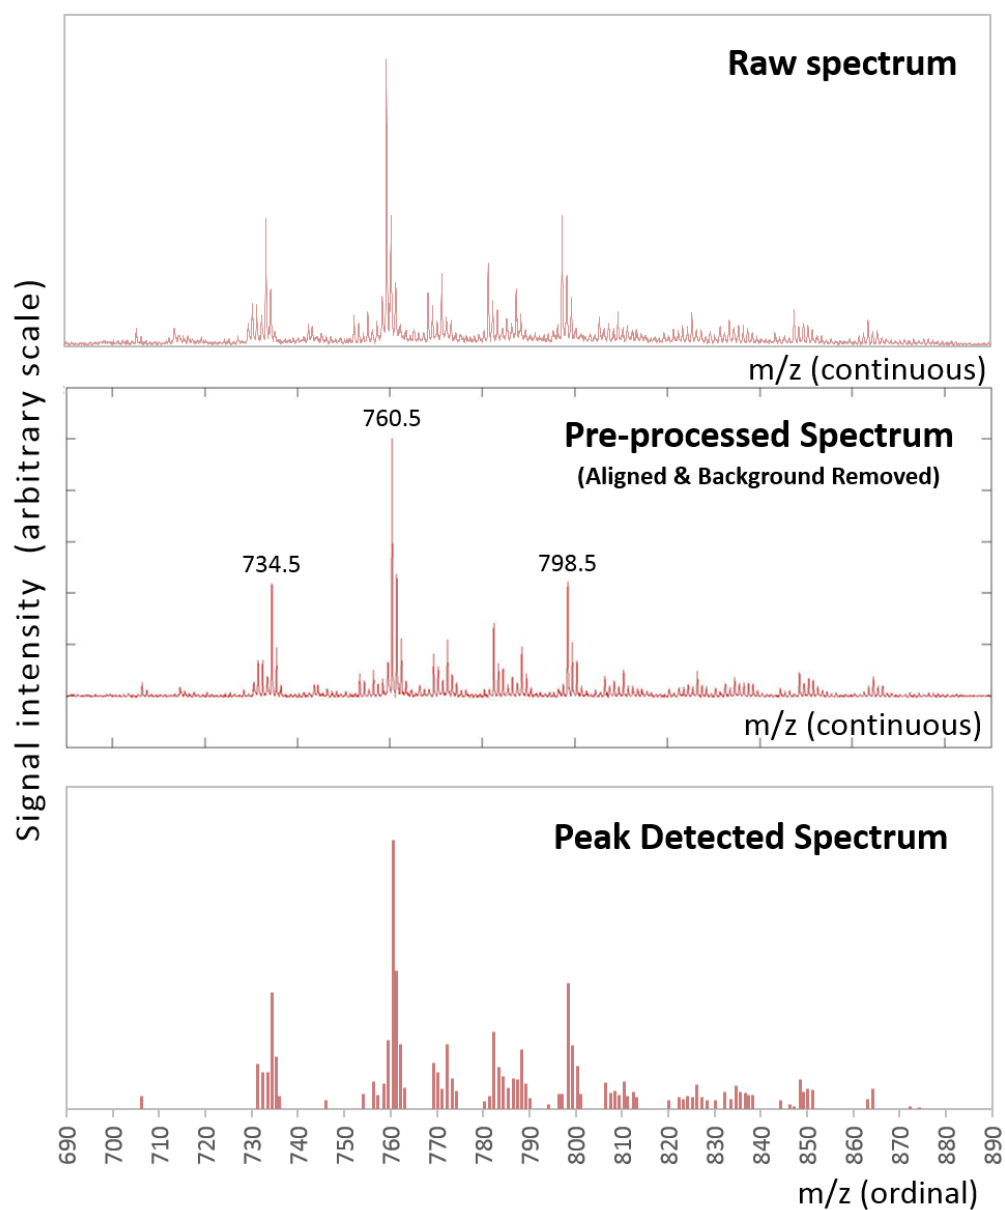 Raw spectrum
m/z (continuous)
Signal intensity (arbitrary scale)
760.5
Pre-processed Spectrum
(Aligned & Background Removed)
734.5
798.5
m/z (continuous)
Peak Detected Spectrum
690 700 710 720 730 740 750 760 770 780 790 800 810 820 830 840 850 860 870 880 890
m/z (ordinal)